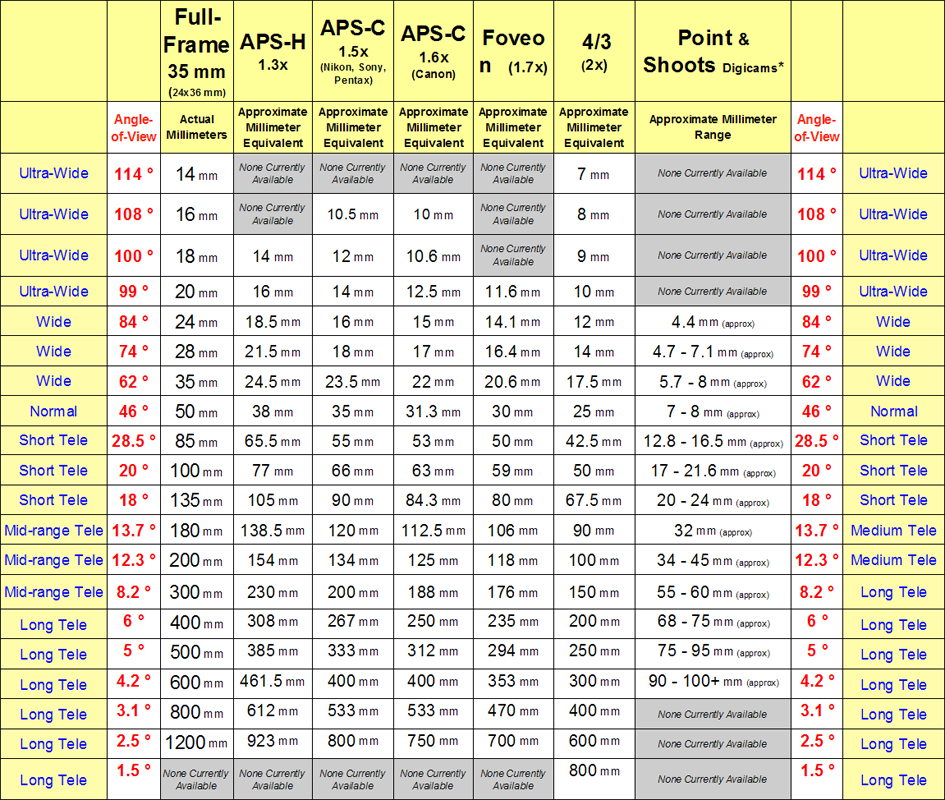 Full-Frame 35 mm (24x36 mm) APS-H 1.3x APS-C 1.5x (Nikon, Sony, Pentax) APS-C 1.6x (Canon) Foveon (1.7x) 4/3 (2x) Point & Shoots Digicams*
Angle-of-View Actual Millimeters Approximate Millimeter Equivalent Approximate Millimeter Equivalent Approximate Millimeter Equivalent Approximate Millimeter Equivalent Approximate Millimeter Equivalent Approximate Millimeter Range Angle-of-View
Ultra-Wide 114 ° 14 mm None Currently Available None Currently Available None Currently Available None Currently Available 7 mm None Currently Available 114 ° Ultra-Wide
Ultra-Wide 108 ° 16 mm None Currently Available 10.5 mm 10 mm None Currently Available 8 mm None Currently Available 108 ° Ultra-Wide
Ultra-Wide 100 ° 18 mm 14 mm 12 mm 10.6 mm None Currently Available 9 mm None Currently Available 100 ° Ultra-Wide
Ultra-Wide 99 ° 20 mm 16 mm 14 mm 12.5 mm 11.6 mm 10 mm None Currently Available 99 ° Ultra-Wide
Wide 84 ° 24 mm 18.5 mm 16 mm 15 mm 14.1 mm 12 mm 4.4 mm (approx) 84 ° Wide
Wide 74 ° 28 mm 21.5 mm 18 mm 17 mm 16.4 mm 14 mm 4.7 - 7.1 mm (approx) 74 ° Wide
Wide 62 ° 35 mm 24.5 mm 23.5 mm 22 mm 20.6 mm 17.5 mm 5.7 - 8 mm (approx) 62 ° Wide
Normal 46 ° 50 mm 38 mm 35 mm 31.3 mm 30 mm 25 mm 7 - 8 mm (approx) 46 ° Normal
Short Tele 28.5 ° 85 mm 65.5 mm 55 mm 53 mm 50 mm 42.5 mm 12.8 - 16.5 mm (approx) 28.5 ° Short Tele
Short Tele 20 ° 100 mm 77 mm 66 mm 63 mm 59 mm 50 mm 17 - 21.6 mm (approx) 20 ° Short Tele
Short Tele 18 ° 135 mm 105 mm 90 mm 84.3 mm 80 mm 67.5 mm 20 - 24 mm (approx) 18 ° Short Tele
Mid-range Tele 13.7 ° 180 mm 138.5 mm 120 mm 112.5 mm 106 mm 90 mm 32 mm (approx) 13.7 ° Medium Tele
Mid-range Tele 12.3 ° 200 mm 154 mm 134 mm 125 mm 118 mm 100 mm 34 - 45 mm (approx) 12.3 ° Medium Tele
Mid-range Tele 8.2 ° 300 mm 230 mm 200 mm 188 mm 176 mm 150 mm 55 - 60 mm (approx) 8.2 ° Long Tele
Long Tele 6 ° 400 mm 308 mm 267 mm 250 mm 235 mm 200 mm 68 - 75 mm (approx) 6 ° Long Tele
Long Tele 5 ° 500 mm 385 mm 333 mm 312 mm 294 mm 250 mm 75 - 95 mm (approx) 5 ° Long Tele
Long Tele 4.2 ° 600 mm 461.5 mm 400 mm 400 mm 353 mm 300 mm 90 - 100+ mm (approx) 4.2 ° Long Tele
Long Tele 3.1 ° 800 mm 612 mm 533 mm 533 mm 470 mm 400 mm None Currently Available 3.1 ° Long Tele
Long Tele 2.5 ° 1200 mm 923 mm 800 mm 750 mm 700 mm 600 mm None Currently Available 2.5 ° Long Tele
Long Tele 1.5 ° None Currently Available None Currently Available None Currently Available None Currently Available None Currently Available 800 mm None Currently Available 1.5 ° Long Tele